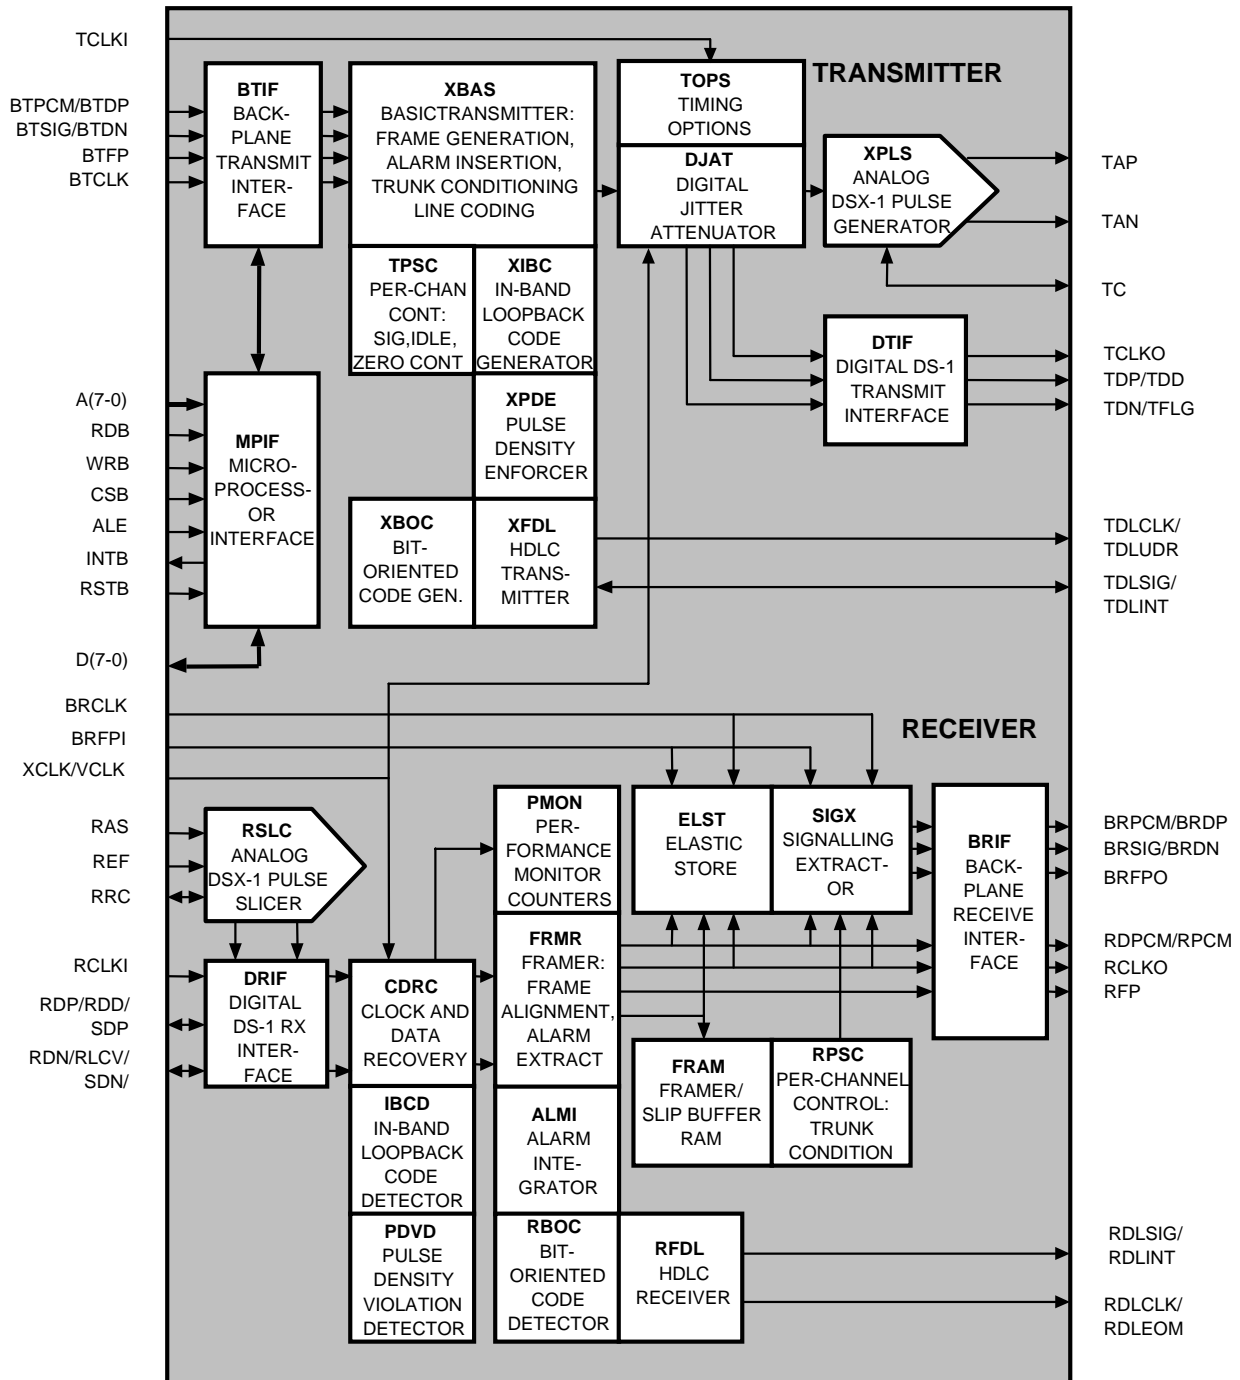 TCLKI
BTPCM/BTDP
BTSIG/BTDN
BTFP
BTCLK
BTIF
BACK-
PLANE
TRANSMIT
INTER-
FACE
XBAS
BASICTRANSMITTER:
FRAME GENERATION,
ALARM INSERTION,
TRUNK CONDITIONING
LINE CODING
TOPS
TIMING
OPTIONS
TRANSMITTER
DJAT
DIGITAL
JITTER
ATTENUATOR
XPLS
ANALOG
DSX-1 PULSE
GENERATOR
TAP
TAN
TC
TPSC
PER-CHAN
CONT:
SIG,IDLE,
ZERO CONT
XIBC
IN-BAND
LOOPBACK
CODE
GENERATOR
DTIF
DIGITAL DS-1
TRANSMIT
INTERFACE
TCLKO
TDP/TDD
TDN/TFLG
A(7-0)
RDB
WRB
CSB
ALE
INTB
RSTB
D(7-0)
MPIF
MICRO-
PROCESS-
OR
INTERFACE
XPDE
PULSE
DENSITY
ENFORCER
XBOC
BIT-
ORIENTED
CODE GEN.
XFDL
HDLC
TRANS-
MITTER
TDLCLK/
TDLUDR
TDLSIG/
TDLINT
BRCLK
BRFPI
XCLK/VCLK
RECEIVER
RAS
REF
RRC
RSLC
ANALOG
DSX-1 PULSE
SLICER
PMON
PER-
FORMANCE
MONITOR
COUNTERS
ELST
ELASTIC
STORE
SIGX
SIGNALLING
EXTRACT-
OR
BRIF
BACK-
PLANE
RECEIVE
INTER-
FACE
BRPCM/BRDP
BRSIG/BRDN
BRFPO
RDPCM/RPCM
RCLKO
RFP
RCLKI
RDP/RDD/
SDP
RDN/RLCV/
SDN/
DRIF
DIGITAL
DS-1 RX
INTER-
FACE
CDRC
CLOCK AND
DATA
RECOVERY
FRMR
FRAMER:
FRAME
ALIGNMENT,
ALARM
EXTRACT
FRAM
FRAMER/
SLIP BUFFER
RAM
RPSC
PER-CHANNEL
CONTROL:
TRUNK
CONDITION
IBCD
IN-BAND
LOOPBACK
CODE
DETECTOR
ALMI
ALARM
INTE-
GRATOR
PDVD
PULSE
DENSITY
VIOLATION
DETECTOR
RBOC
BIT-
ORIENTED
CODE
DETECTOR
RFDL
HDLC
RECEIVER
RDLSIG/
RDLINT
RDLCLK/
RDLEOM